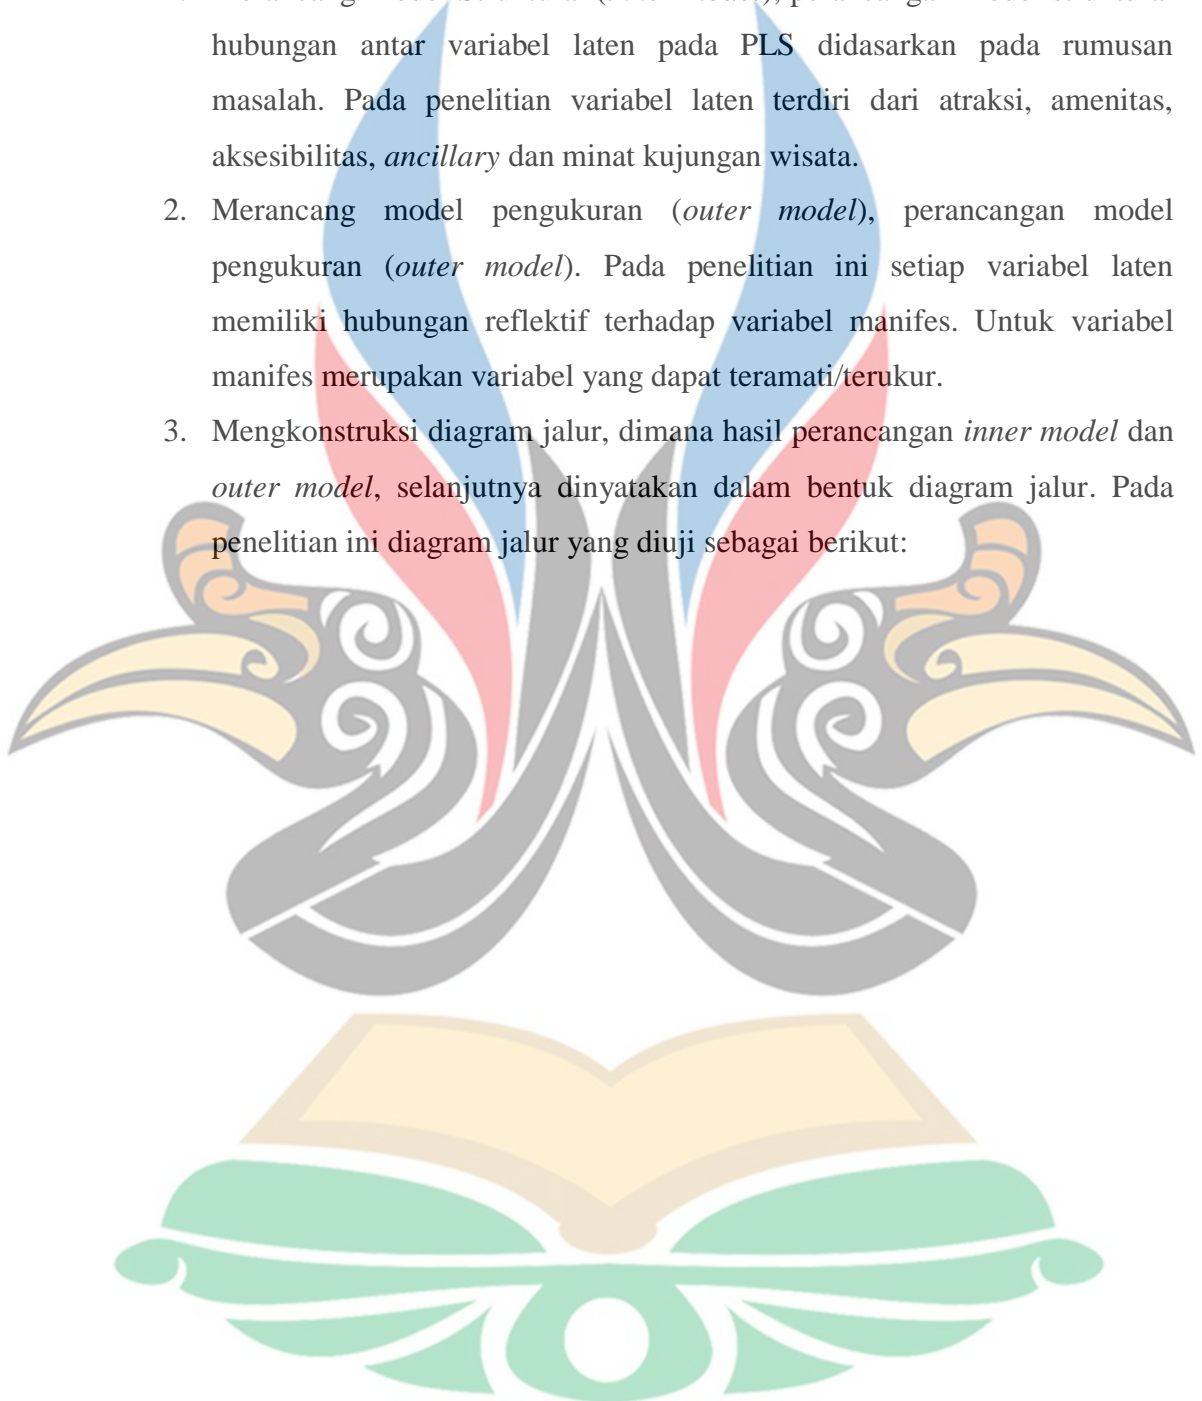 hubungan antar variabel laten pada PLS didasarkan pada rumusan
masalah. Pada penelitian variabel laten terdiri dari atraksi, amenitas,
aksesibilitas, ancillary dan minat kujungan wisata.
2. Merancang model pengukuran (outer model), perancangan model
pengukuran (outer model). Pada penelitian ini setiap variabel laten
memiliki hubungan reflektif terhadap variabel manifes. Untuk variabel
manifes merupakan variabel yang dapat teramati/terukur.
3. Mengkonstruksi diagram jalur, dimana hasil perancangan inner model dan
outer model, selanjutnya dinyatakan dalam bentuk diagram jalur. Pada
penelitian ini diagram jalur yang diuji sebagai berikut: